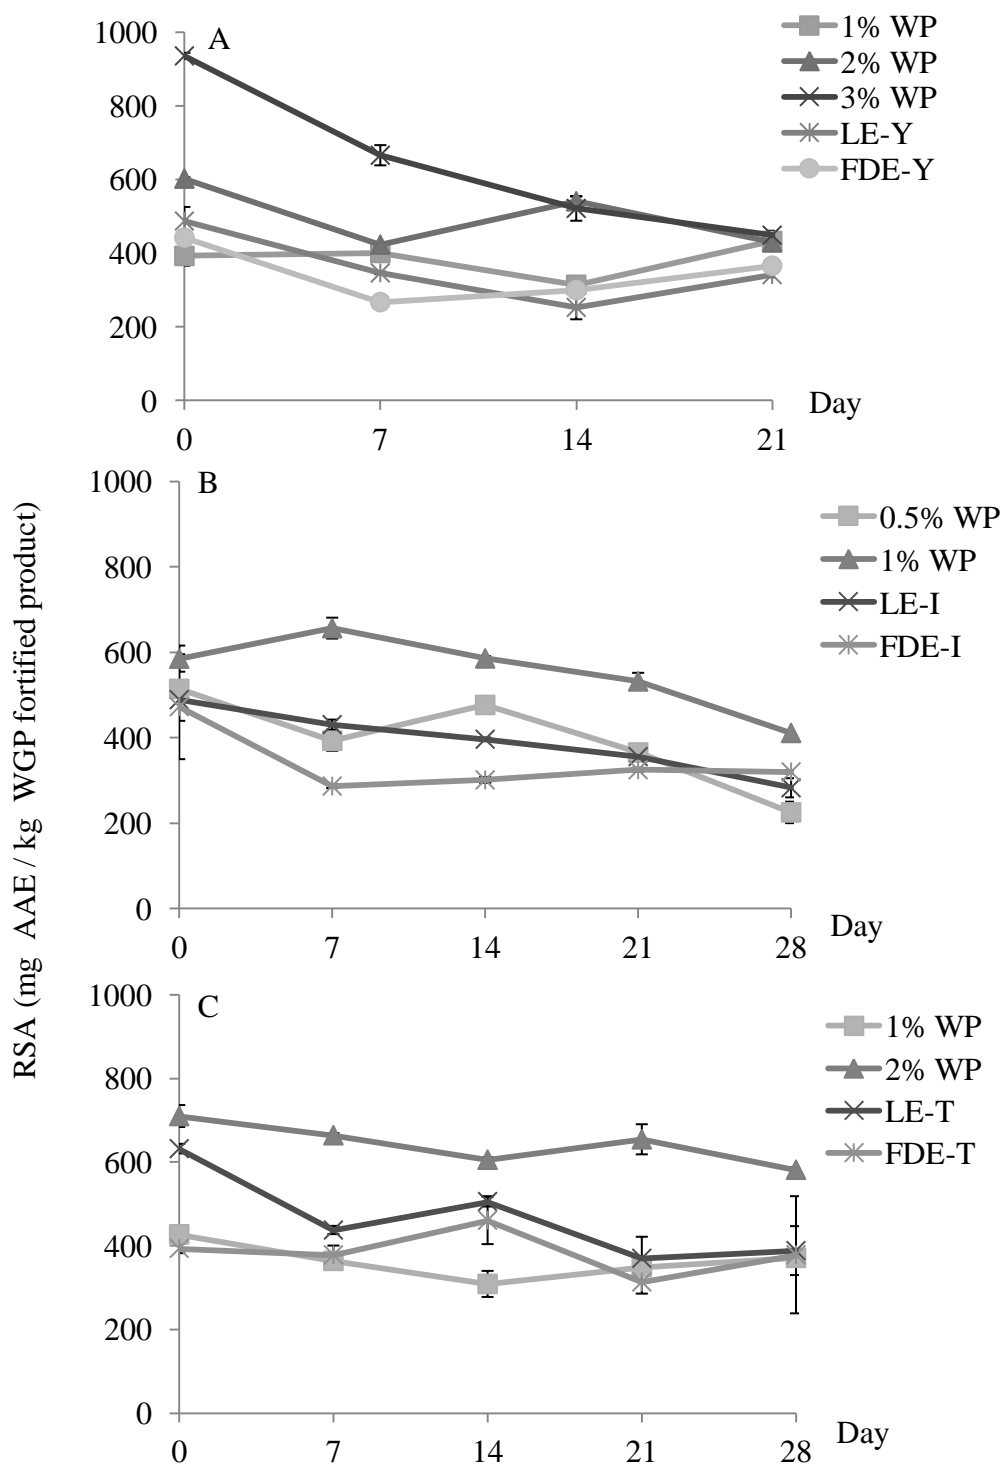 RSA (mg AAE / kg WGP fortified product)
A
1000
800
600
400
200
0
0 7 14 21
Day
1% WP
2% WP
3% WP
LE-Y
FDE-Y
B
1000
800
600
400
200
0
0 7 14 21 28
Day
0.5% WP
1% WP
LE-I
FDE-I
C
1000
800
600
400
200
0
0 7 14 21 28
Day
1% WP
2% WP
LE-T
FDE-T